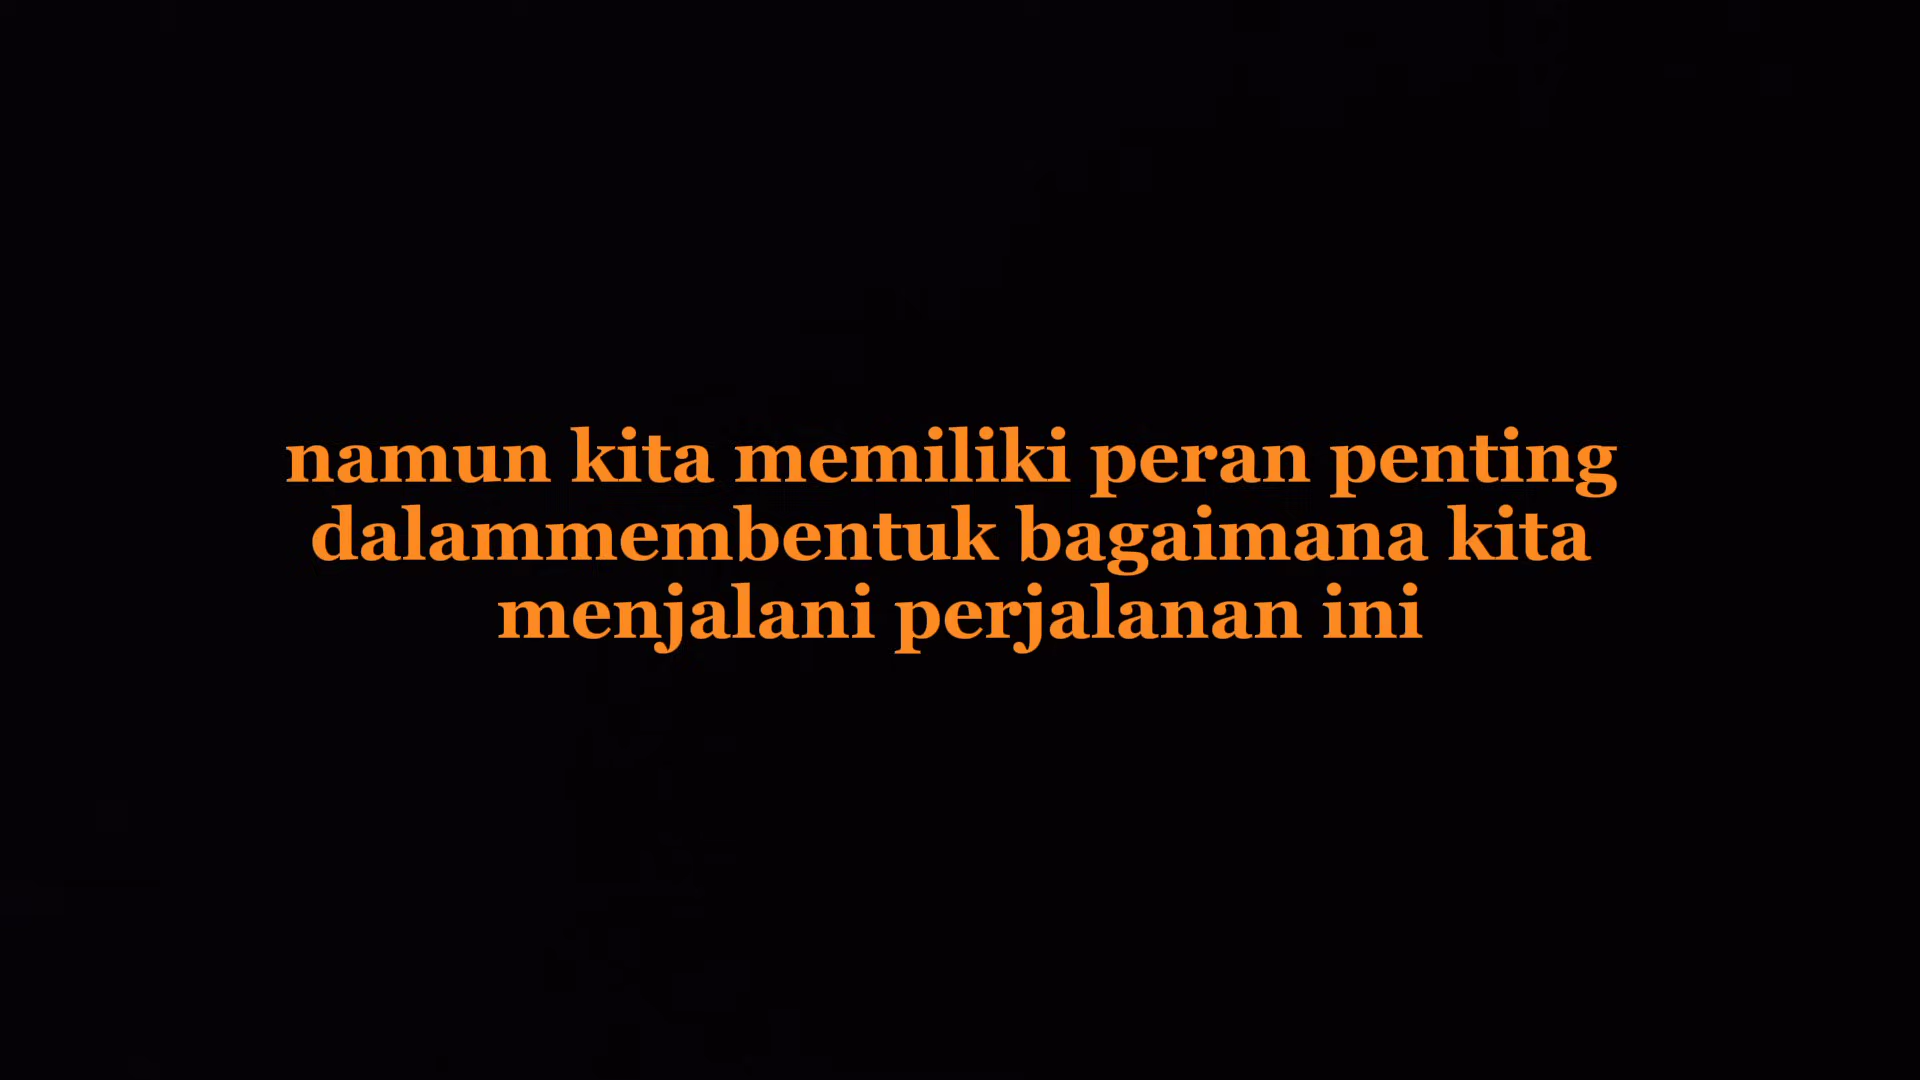 namun kita memiliki peran penting
dalammembentuk bagaimana kita
menjalani perjalanan ini